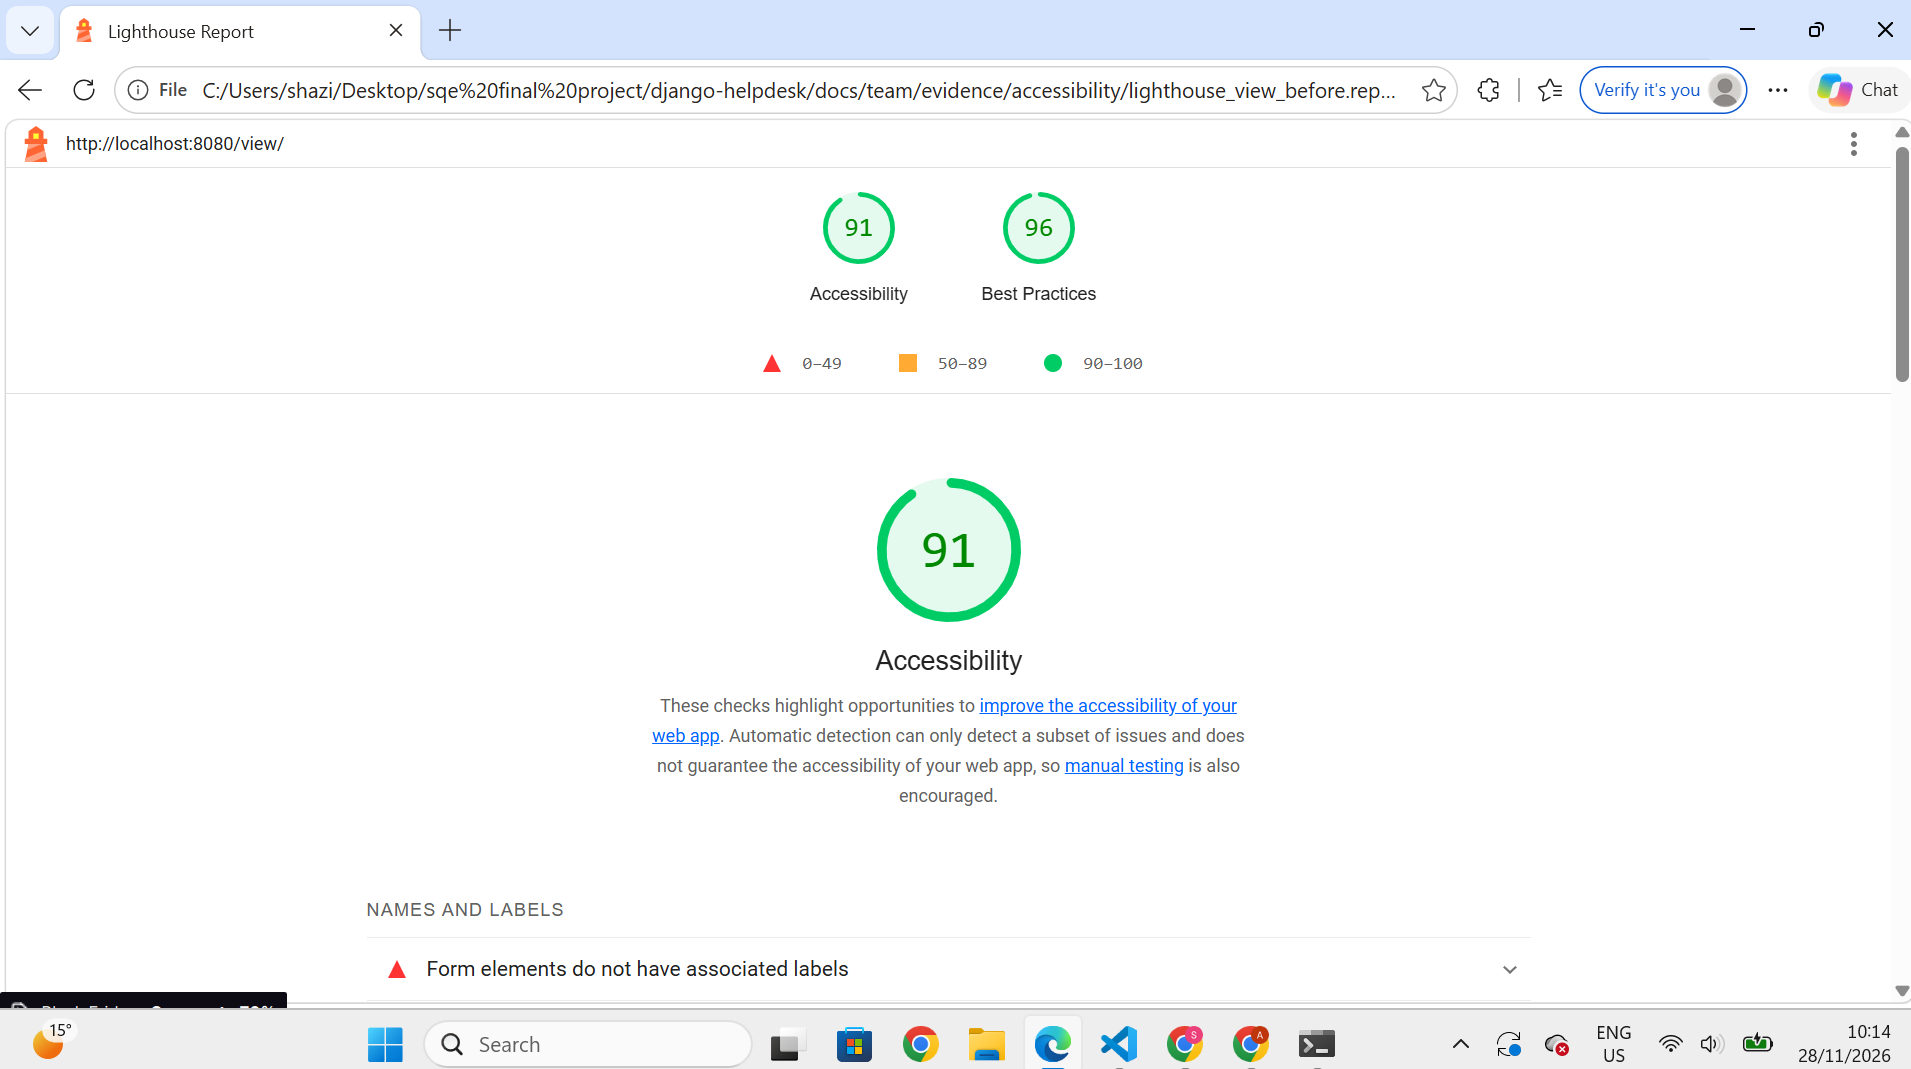 Lighthouse Report
File C:/Users/shazi/Desktop/sqe%20final%20project/django-helpdesk/docs/team/evidence/accessibility/lighthouse_view_before.rep... Verify it's you Chat
http://localhost:8080/view/
91 96
Accessibility Best Practices
0–49 50–89 90–100
91
Accessibility
These checks highlight opportunities to improve the accessibility of your
web app. Automatic detection can only detect a subset of issues and does
not guarantee the accessibility of your web app, so manual testing is also
encouraged.
NAMES AND LABELS
Form elements do not have associated labels
15°
Search
ENG
US
10:14
28/11/2026